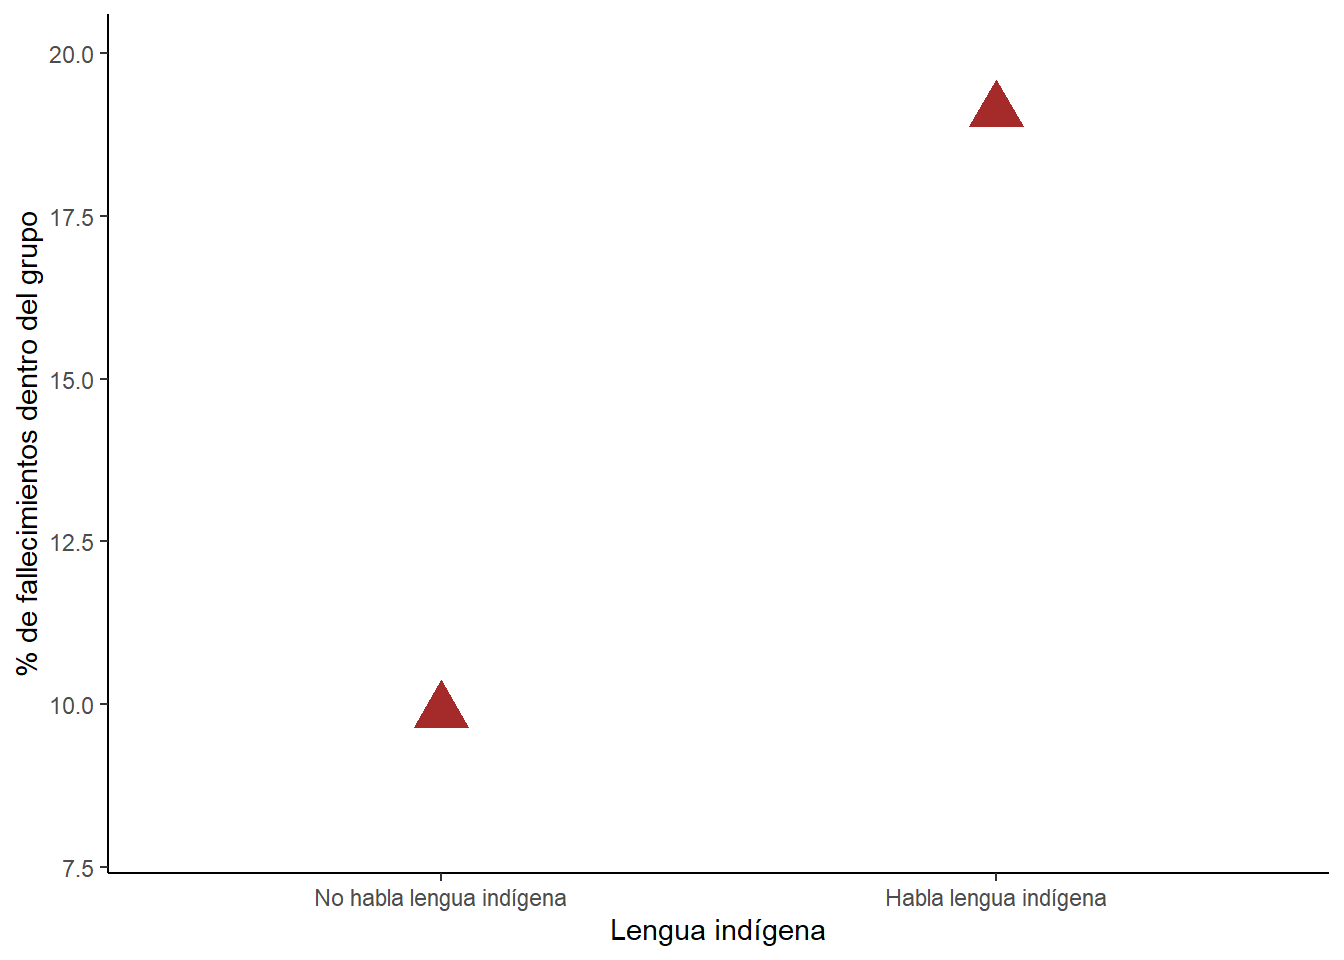 % de fallecimientos dentro del grupo
20.0
17.5
15.0
12.5
10.0
7.5
No habla lengua indígena
Habla lengua indígena
Lengua indígena